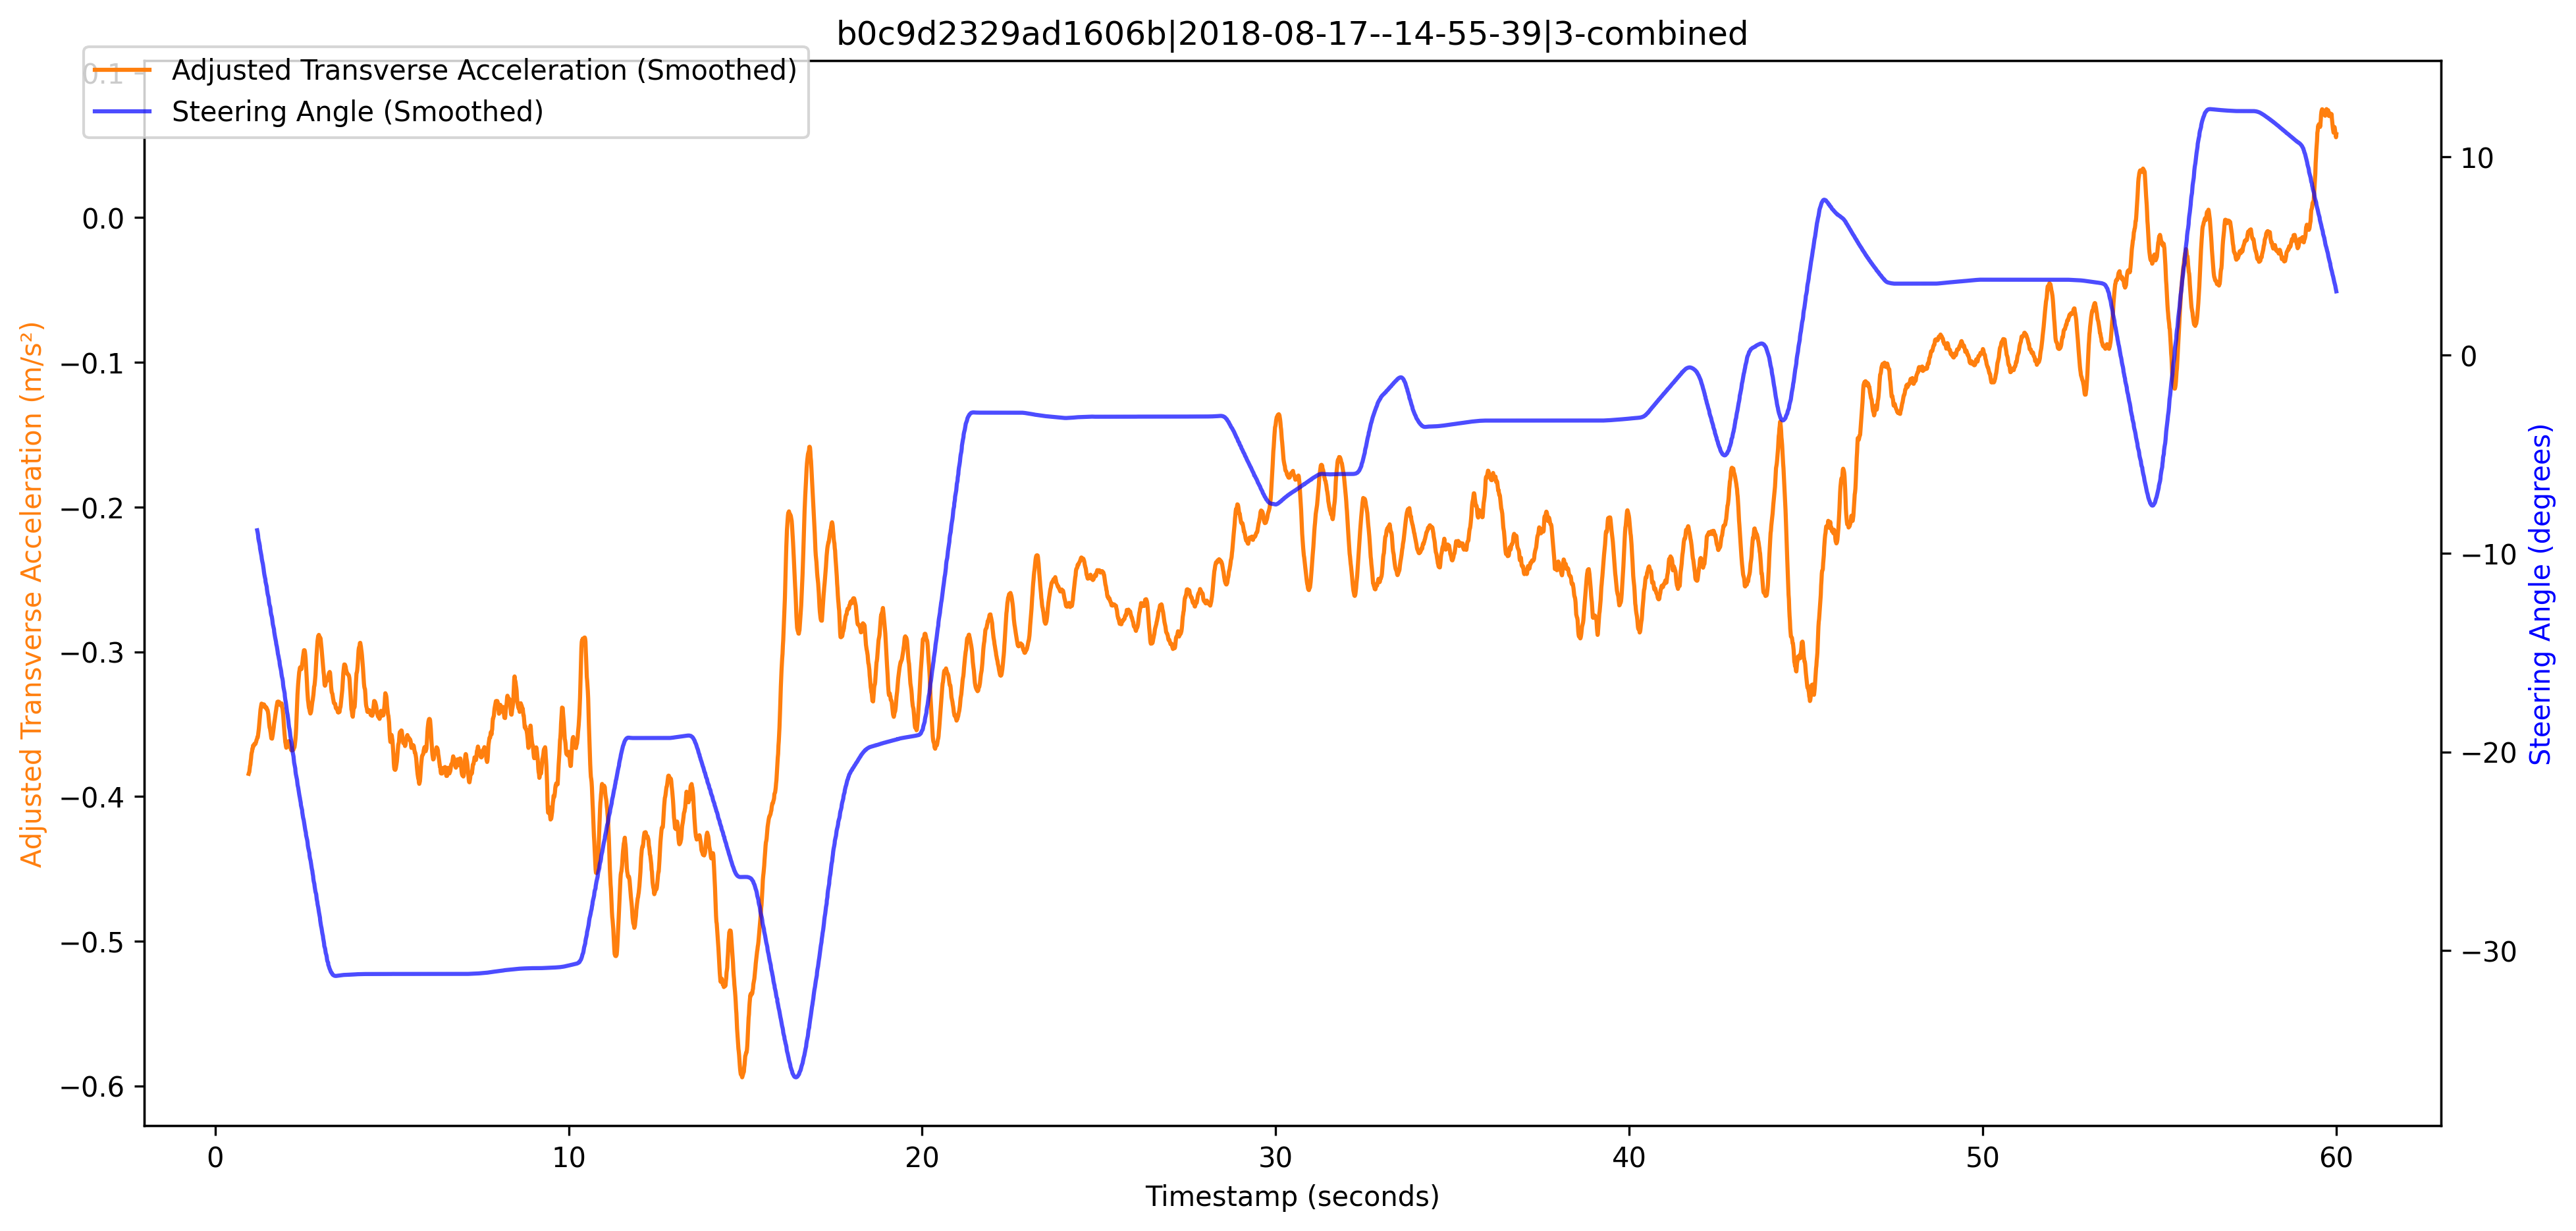 b0c9d2329ad1606b|2018-08-17--14-55-39|3-combined
Adjusted Transverse Acceleration (Smoothed)
Steering Angle (Smoothed)
0.1
0.0
−0.1
−0.2
−0.3
−0.4
−0.5
−0.6
Adjusted Transverse Acceleration (m/s²)
10
0
−10
−20
−30
Steering Angle (degrees)
0 10 20 30 40 50 60
Timestamp (seconds)